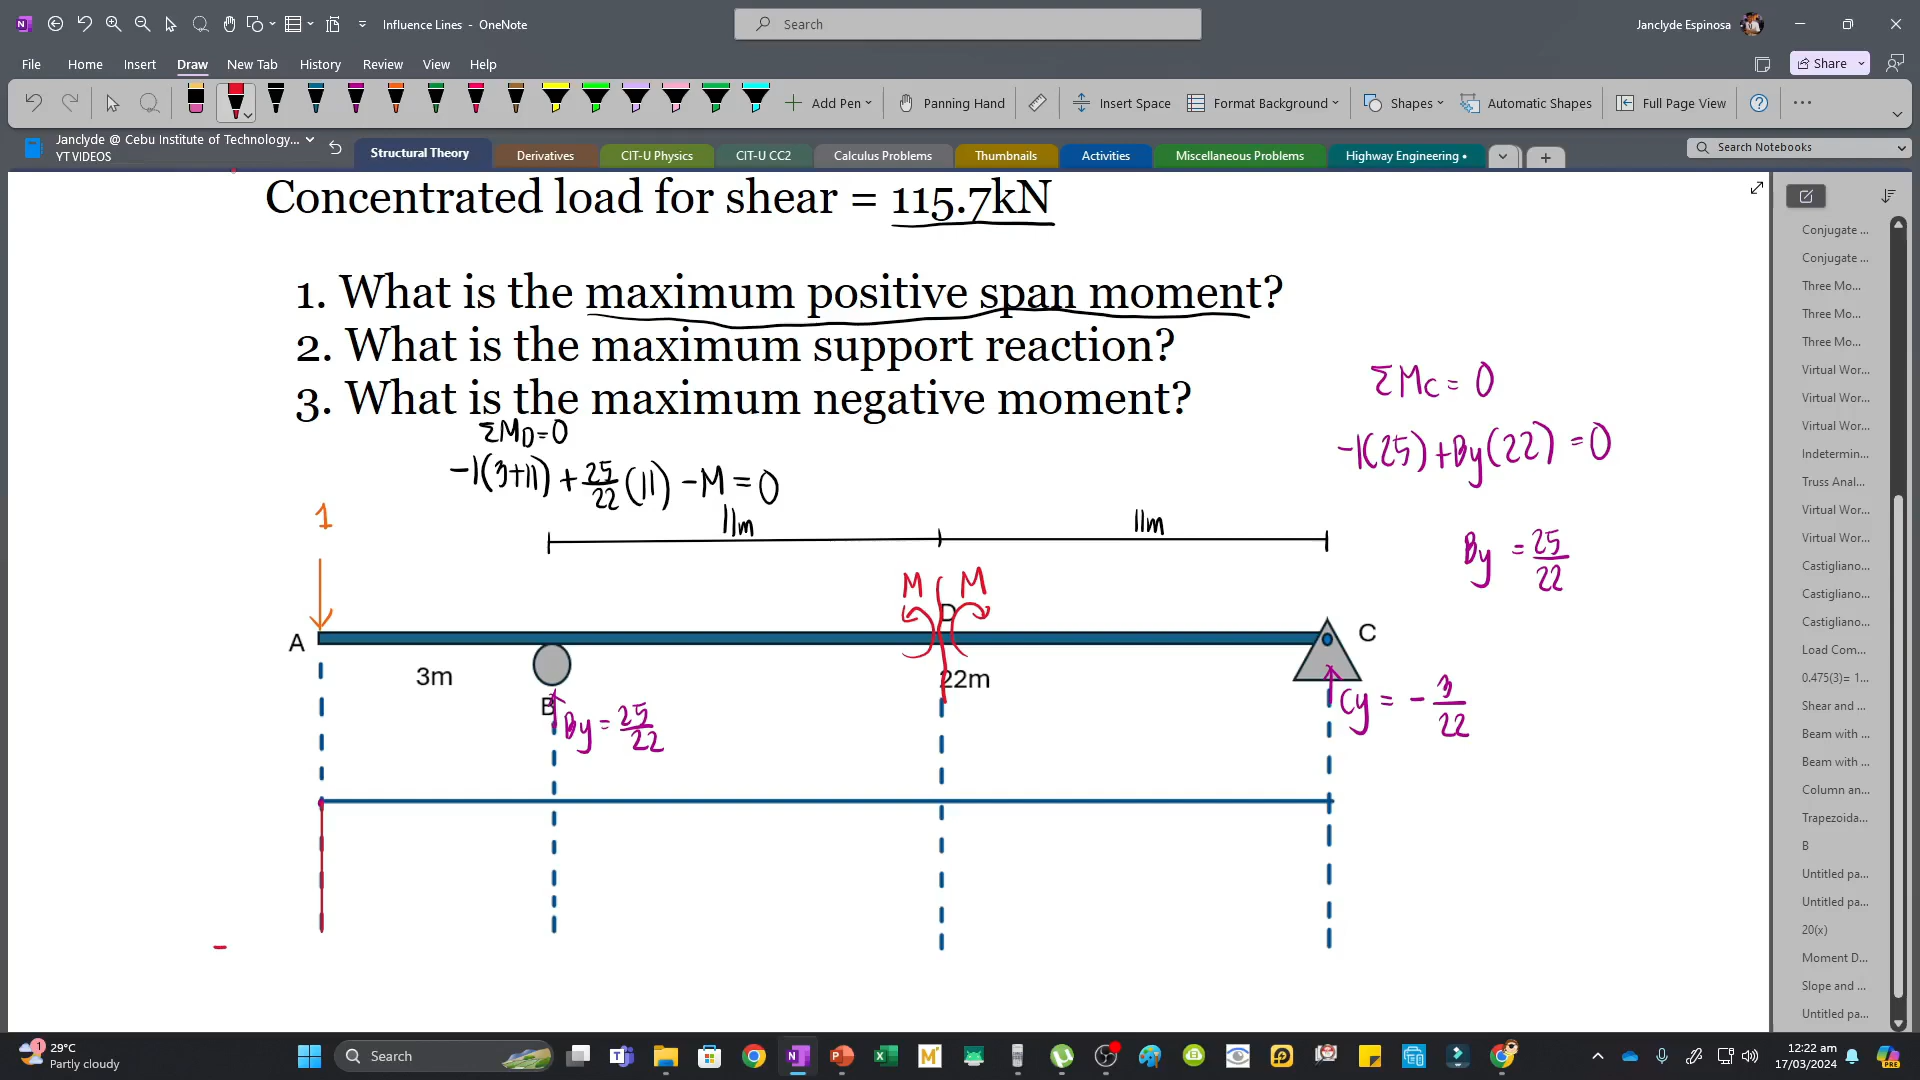 Influence Lines - OneNote
Search
Janclyde Espinosa
File Home Insert Draw New Tab History Review View Help
Share
Add Pen
Panning Hand
Insert Space
Format Background
Shapes
Automatic Shapes
Full Page View
Janclyde @ Cebu Institute of Technology...
YT VIDEOS
Structural Theory
Derivatives
CIT-U Physics
CIT-U CC2
Calculus Problems
Thumbnails
Activities
Miscellaneous Problems
Highway Engineering •
Search Notebooks
Concentrated load for shear = 115.7kN
1. What is the maximum positive span moment?
2. What is the maximum support reaction?
3. What is the maximum negative moment?
ΣMD=0
-1(3+11) + 25/22 (11) - M = 0
ΣMC = 0
-1(25) + By(22) = 0
By = 25/22
1
11m
11m
M M
D
A
C
3m
22m
B
By = 25/22
Cy = - 3/22
-
Conjugate ...
Conjugate ...
Three Mo...
Three Mo...
Three Mo...
Virtual Wor...
Virtual Wor...
Virtual Wor...
Indetermin...
Truss Anal...
Virtual Wor...
Virtual Wor...
Castigliano...
Castigliano...
Castigliano...
Load Com...
0.475(3)= 1...
Shear and ...
Beam with ...
Beam with ...
Column an...
Trapezoida...
B
Untitled pa...
Untitled pa...
20(x)
Moment D...
Slope and ...
Untitled pa...
1
29°C
Partly cloudy
Search
12:22 am
17/03/2024